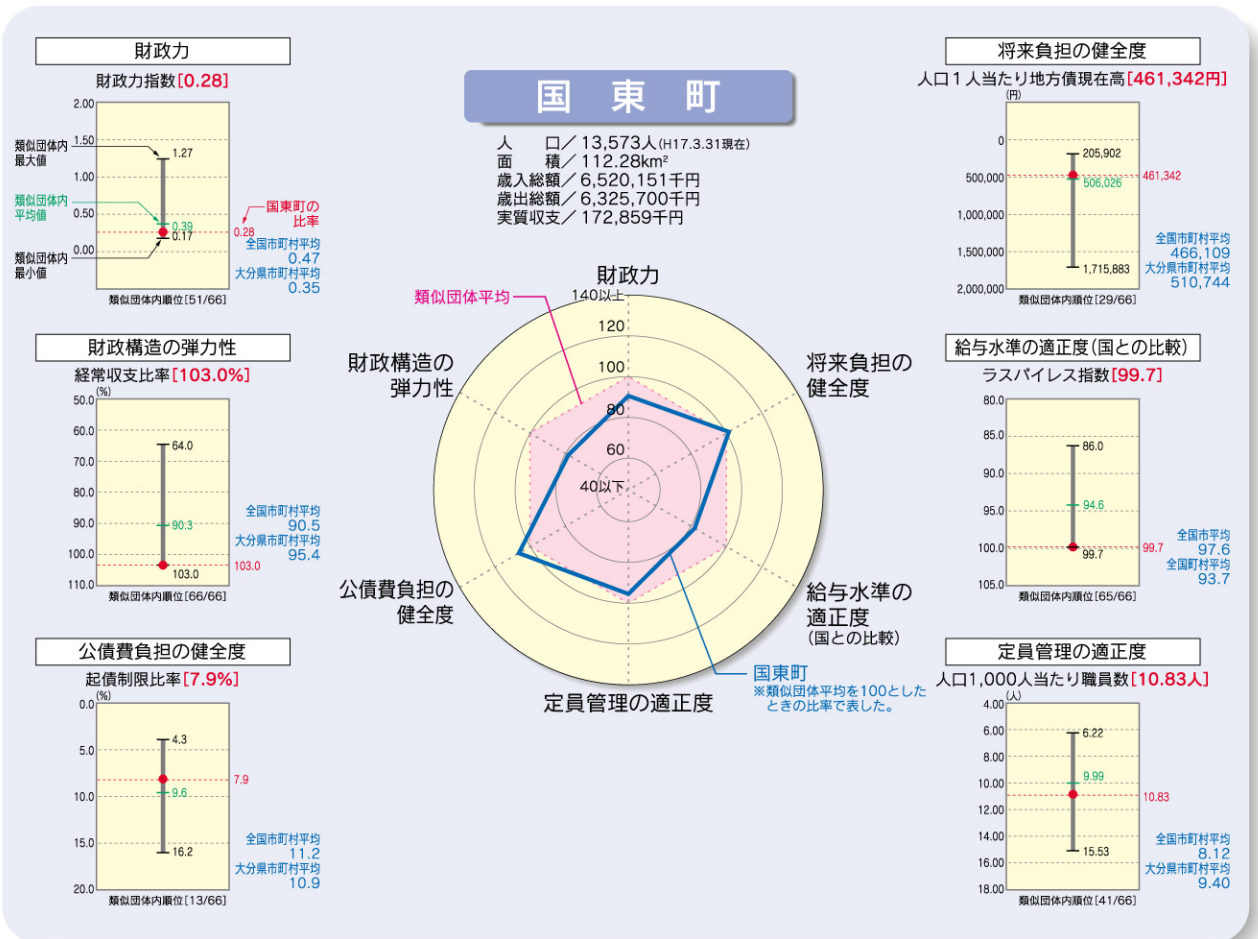 国東町
人　　口／13,573人(H17.3.31現在)
面　　積／112.28km²
歳入総額／6,520,151千円
歳出総額／6,325,700千円
実質収支／172,859千円
財政力
財政力指数[0.28]
2.00
1.50
1.00
0.50
0.00
類似団体内
最大値
類似団体内
平均値
類似団体内
最小値
1.27
0.39
0.17
国東町の
比率
0.28
全国市町村平均
0.47
大分県市町村平均
0.35
類似団体内順位[51/66]
財政構造の弾力性
経常収支比率[103.0%]
(%)
50.0
60.0
70.0
80.0
90.0
100.0
110.0
64.0
90.3
103.0
103.0
全国市町村平均
90.5
大分県市町村平均
95.4
類似団体内順位[66/66]
公債費負担の健全度
起債制限比率[7.9%]
(%)
0.0
5.0
10.0
15.0
20.0
4.3
9.6
16.2
7.9
全国市町村平均
11.2
大分県市町村平均
10.9
類似団体内順位[13/66]
類似団体平均
財政力
140以上
120
100
80
60
40以下
財政構造の
弾力性
将来負担の
健全度
公債費負担の
健全度
給与水準の
適正度
(国との比較)
定員管理の適正度
国東町
※類似団体平均を100とした
ときの比率で表した。
将来負担の健全度
人口1人当たり地方債現在高[461,342円]
(円)
0
500,000
1,000,000
1,500,000
2,000,000
205,902
506,026
1,715,883
461,342
全国市町村平均
466,109
大分県市町村平均
510,744
類似団体内順位[29/66]
給与水準の適正度(国との比較)
ラスパイレス指数[99.7]
80.0
85.0
90.0
95.0
100.0
105.0
86.0
94.6
99.7
99.7
全国市平均
97.6
全国町村平均
93.7
類似団体内順位[65/66]
定員管理の適正度
人口1,000人当たり職員数[10.83人]
(人)
4.00
6.00
8.00
10.00
12.00
14.00
16.00
18.00
6.22
9.99
15.53
10.83
全国市町村平均
8.12
大分県市町村平均
9.40
類似団体内順位[41/66]